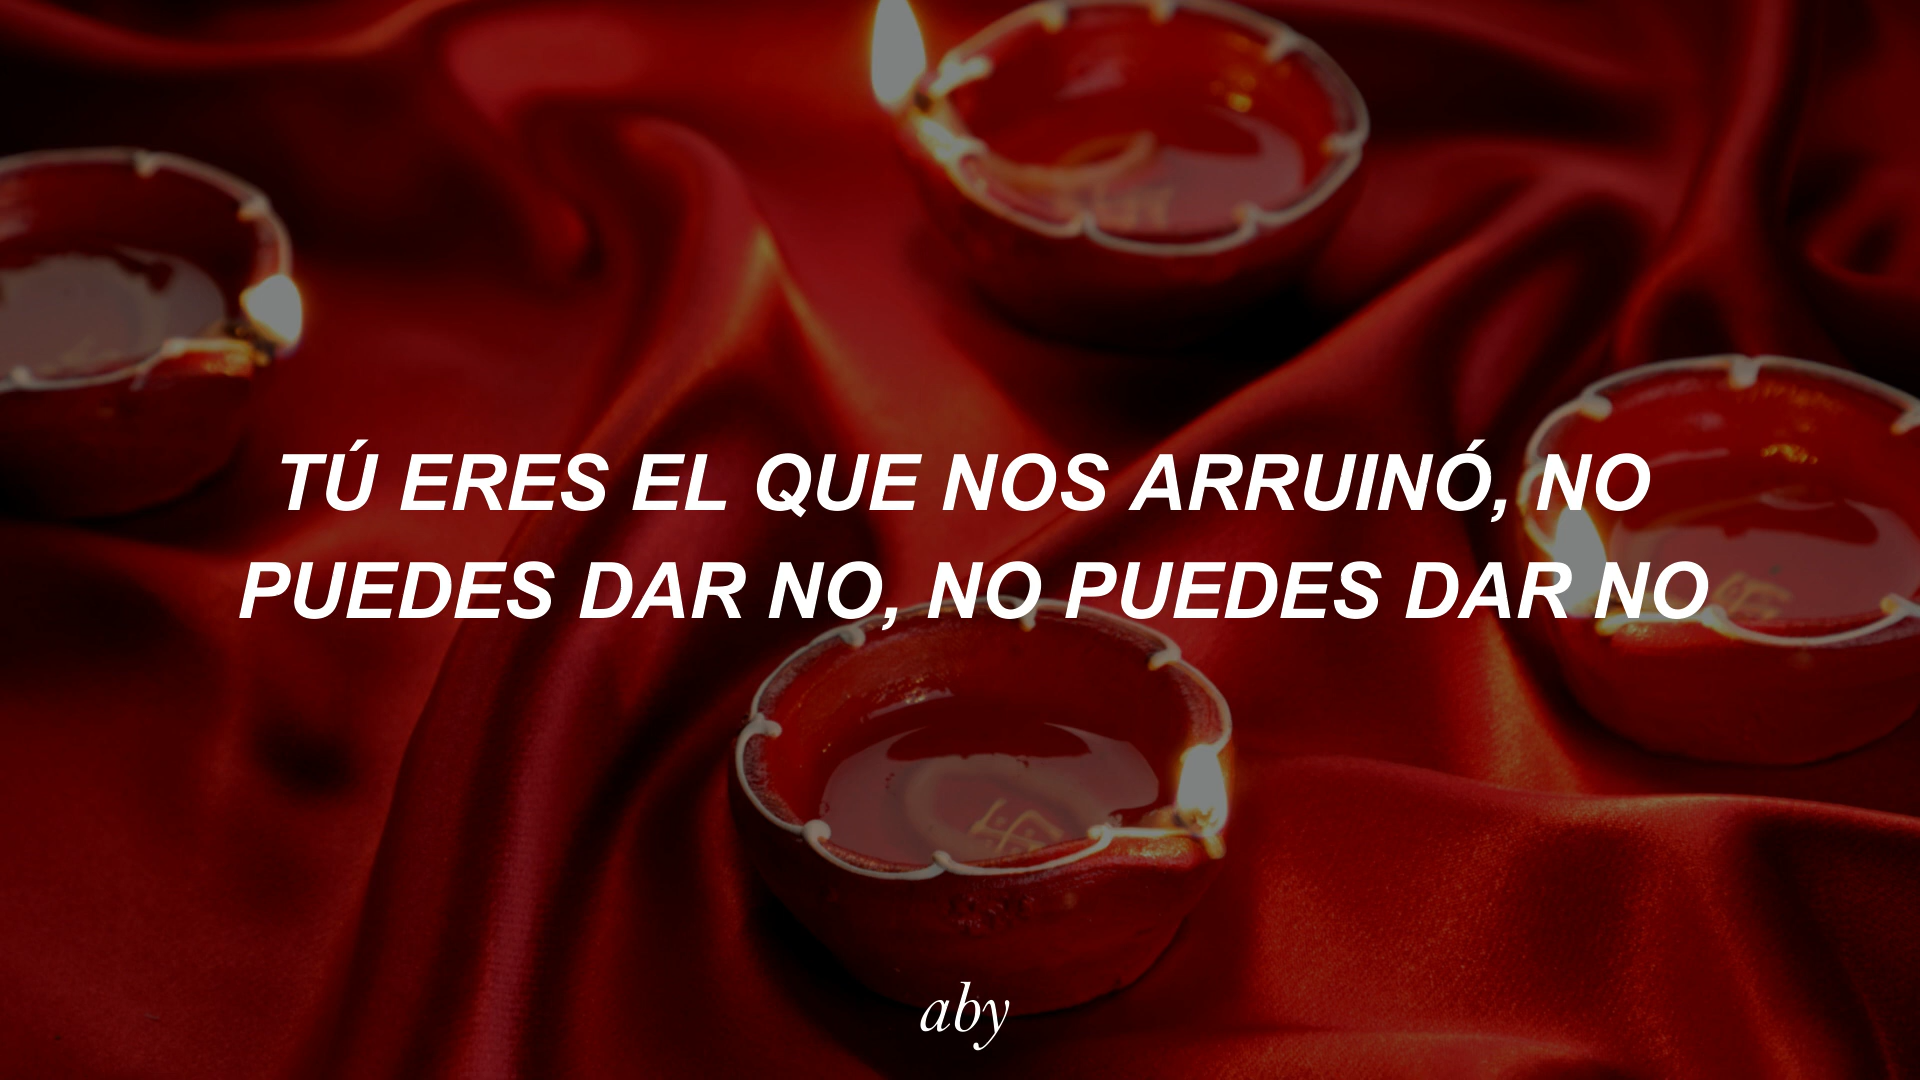 TÚ ERES EL QUE NOS ARRUINÓ, NO
PUEDES DAR NO, NO PUEDES DAR NO
aby